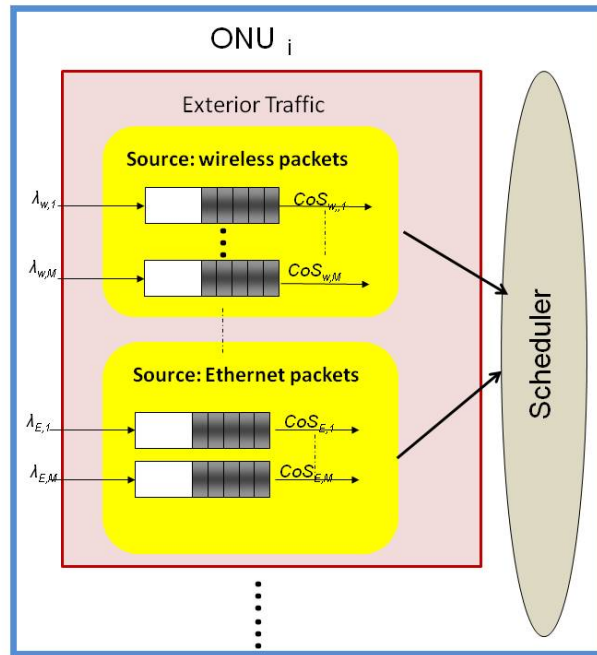 ONU i
Exterior Traffic
Source: wireless packets
λw,1
CoSw,,1
λw,M
CoSw,M
Source: Ethernet packets
λE,1
CoSE,1
λE,M
CoSE,M
Scheduler